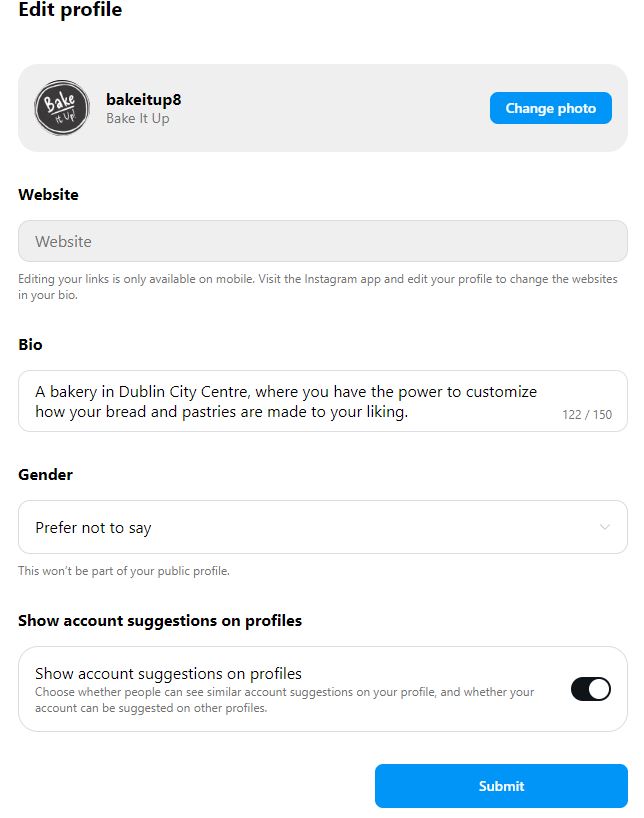 Edit profile
Bake
it Up!
bakeitup8
Bake It Up
Change photo
Website
Website
Editing your links is only available on mobile. Visit the Instagram app and edit your profile to change the websites
in your bio.
Bio
A bakery in Dublin City Centre, where you have the power to customize
how your bread and pastries are made to your liking.
122 / 150
Gender
Prefer not to say
This won't be part of your public profile.
Show account suggestions on profiles
Show account suggestions on profiles
Choose whether people can see similar account suggestions on your profile, and whether your
account can be suggested on other profiles.
Submit